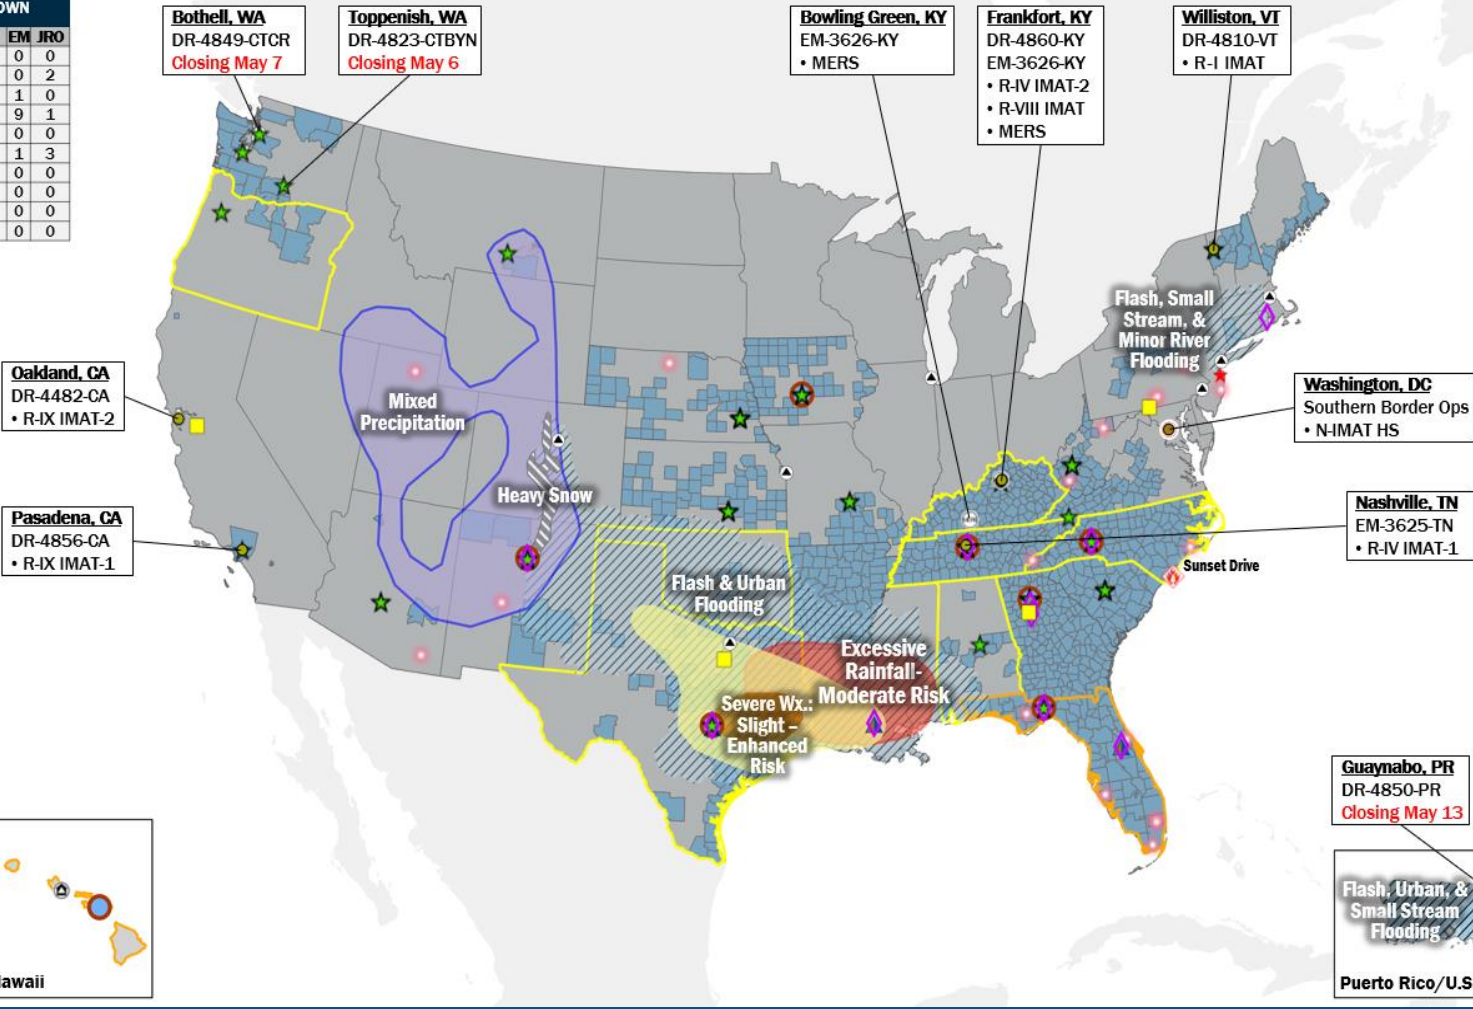 OWN
EM JRO
0 0
0 2
1 0
9 1
0 0
1 3
0 0
0 0
0 0
0 0
Bothell, WA
DR-4849-CTCR
Closing May 7
Toppenish, WA
DR-4823-CTBYN
Closing May 6
Bowling Green, KY
EM-3626-KY
• MERS
Frankfort, KY
DR-4860-KY
EM-3626-KY
• R-IV IMAT-2
• R-VIII IMAT
• MERS
Williston, VT
DR-4810-VT
• R-I IMAT
Flash, Small
Stream, &
Minor River
Flooding
Oakland, CA
DR-4482-CA
• R-IX IMAT-2
Mixed
Precipitation
Washington, DC
Southern Border Ops
• N-IMAT HS
Heavy Snow
Pasadena, CA
DR-4856-CA
• R-IX IMAT-1
Nashville, TN
EM-3625-TN
• R-IV IMAT-1
Sunset Drive
Flash & Urban
Flooding
Excessive
Rainfall-
Moderate Risk
Severe Wx.:
Slight –
Enhanced
Risk
Guaynabo, PR
DR-4850-PR
Closing May 13
Flash, Urban, &
Small Stream
Flooding
awaii
Puerto Rico/U.S